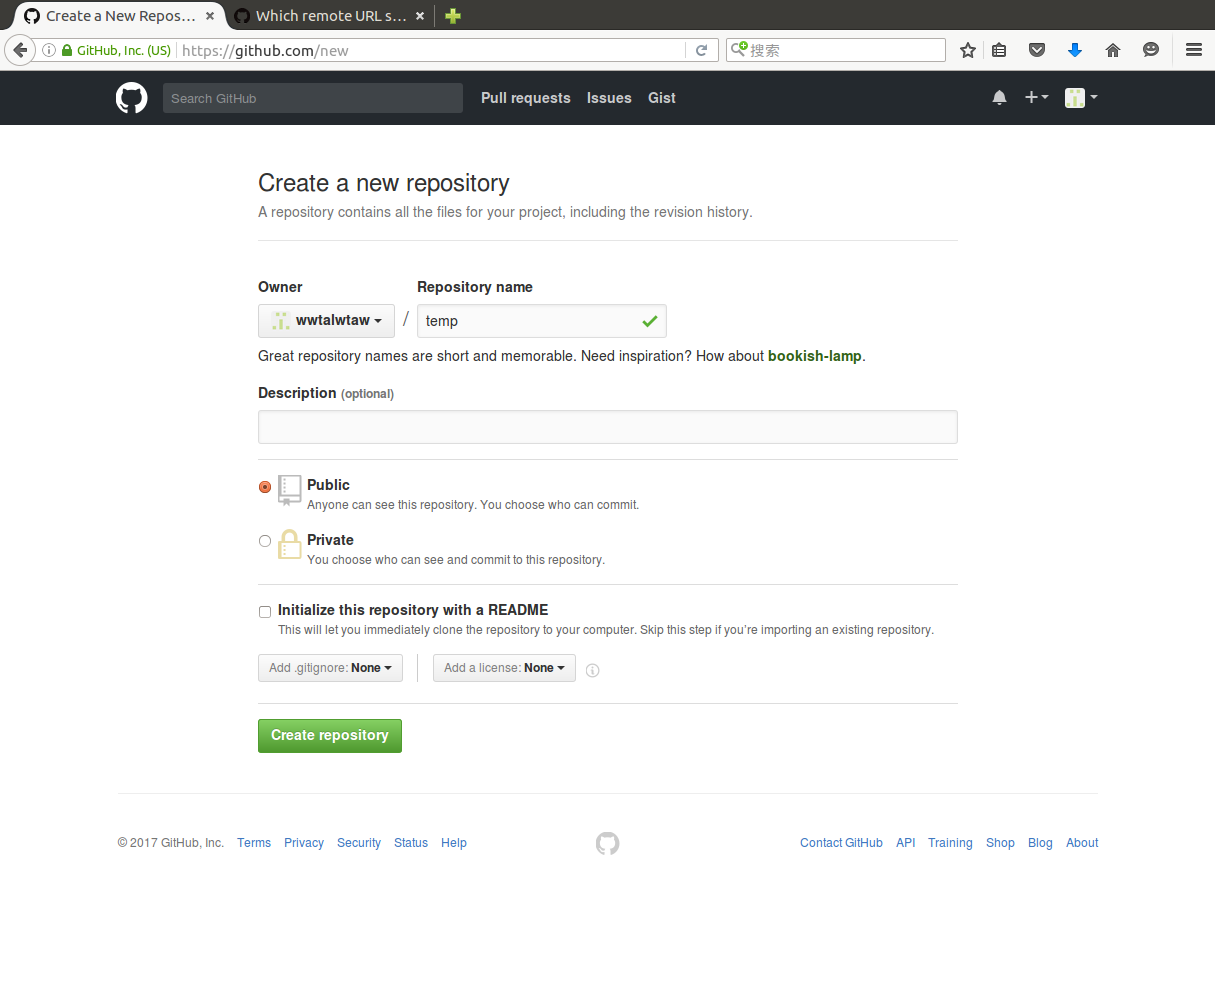 Create a New Repos... Which remote URL s...
GitHub, Inc. (US) https://github.com/new 搜索
Search GitHub Pull requests Issues Gist
Create a new repository
A repository contains all the files for your project, including the revision history.
Owner Repository name
wwtalwtaw / temp
Great repository names are short and memorable. Need inspiration? How about bookish-lamp.
Description (optional)
Public
Anyone can see this repository. You choose who can commit.
Private
You choose who can see and commit to this repository.
Initialize this repository with a README
This will let you immediately clone the repository to your computer. Skip this step if you're importing an existing repository.
Add .gitignore: None Add a license: None
Create repository
© 2017 GitHub, Inc. Terms Privacy Security Status Help Contact GitHub API Training Shop Blog About